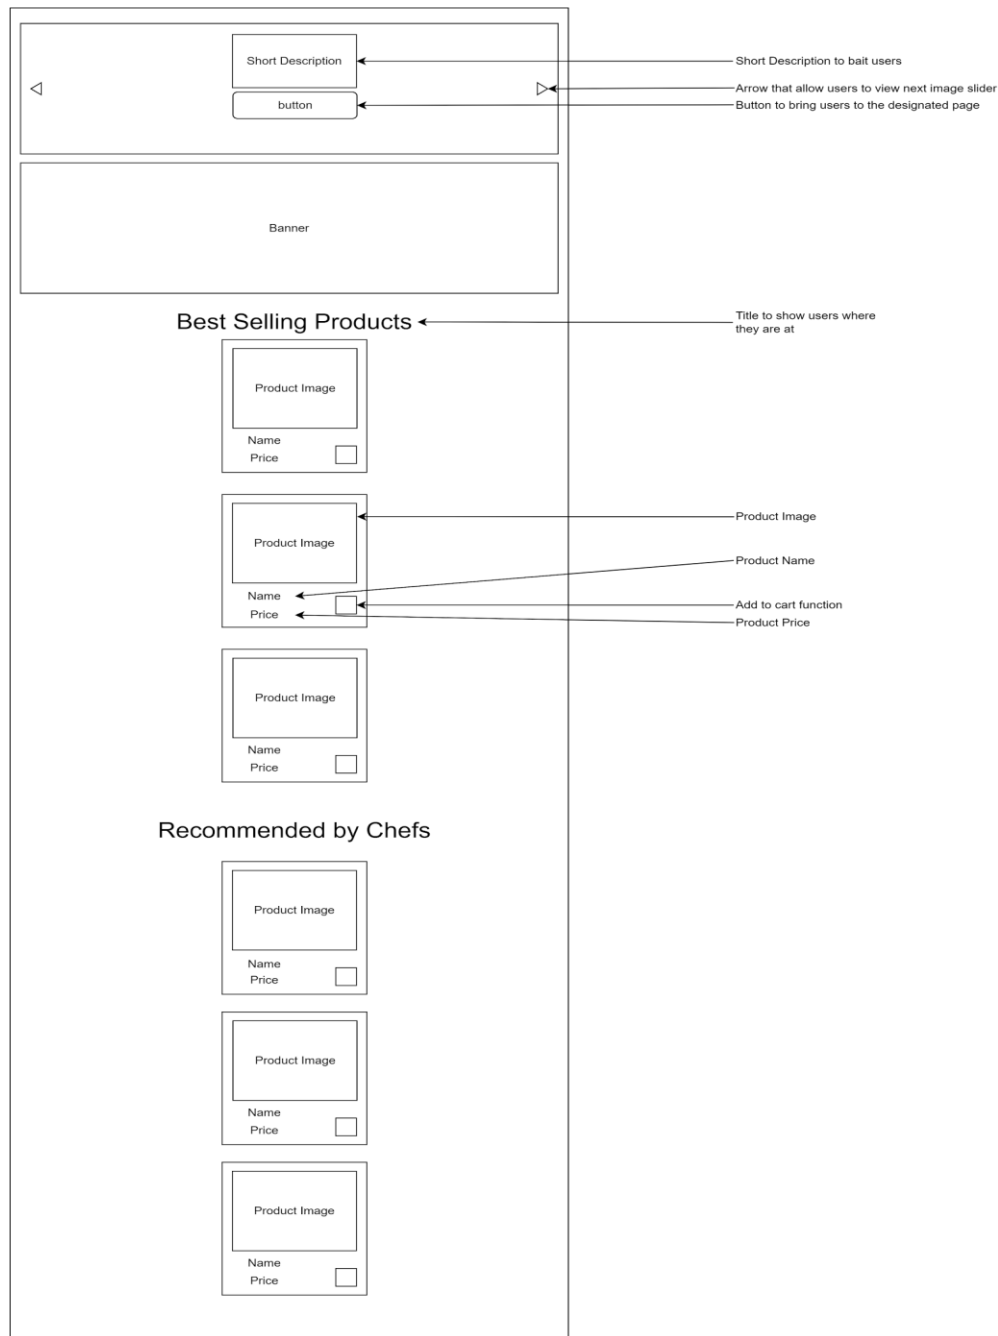 Short Description
Short Description to bait users
Arrow that allow users to view next image slider
button
Button to bring users to the designated page
Banner
Best Selling Products
Title to show users where
they are at
Product Image
Name
Price
Product Image
Product Image
Product Name
Name
Add to cart function
Price
Product Price
Product Image
Name
Price
Recommended by Chefs
Product Image
Name
Price
Product Image
Name
Price
Product Image
Name
Price